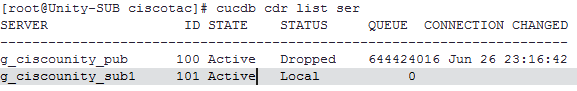 [root@Unity-SUB ciscotac]# cucdb cdr list ser
SERVER                 ID STATE    STATUS     QUEUE  CONNECTION CHANGED
-----------------------------------------------------------------------
g_ciscounity_pub      100 Active   Dropped   644424016 Jun 26 23:16:42
g_ciscounity_sub1     101 Active   Local           0